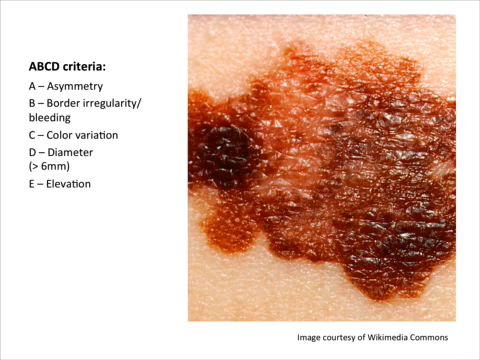 ABCD criteria:
A – Asymmetry
B – Border irregularity/
bleeding
C – Color variation
D – Diameter
(> 6mm)
E – Elevation
Image courtesy of Wikimedia Commons